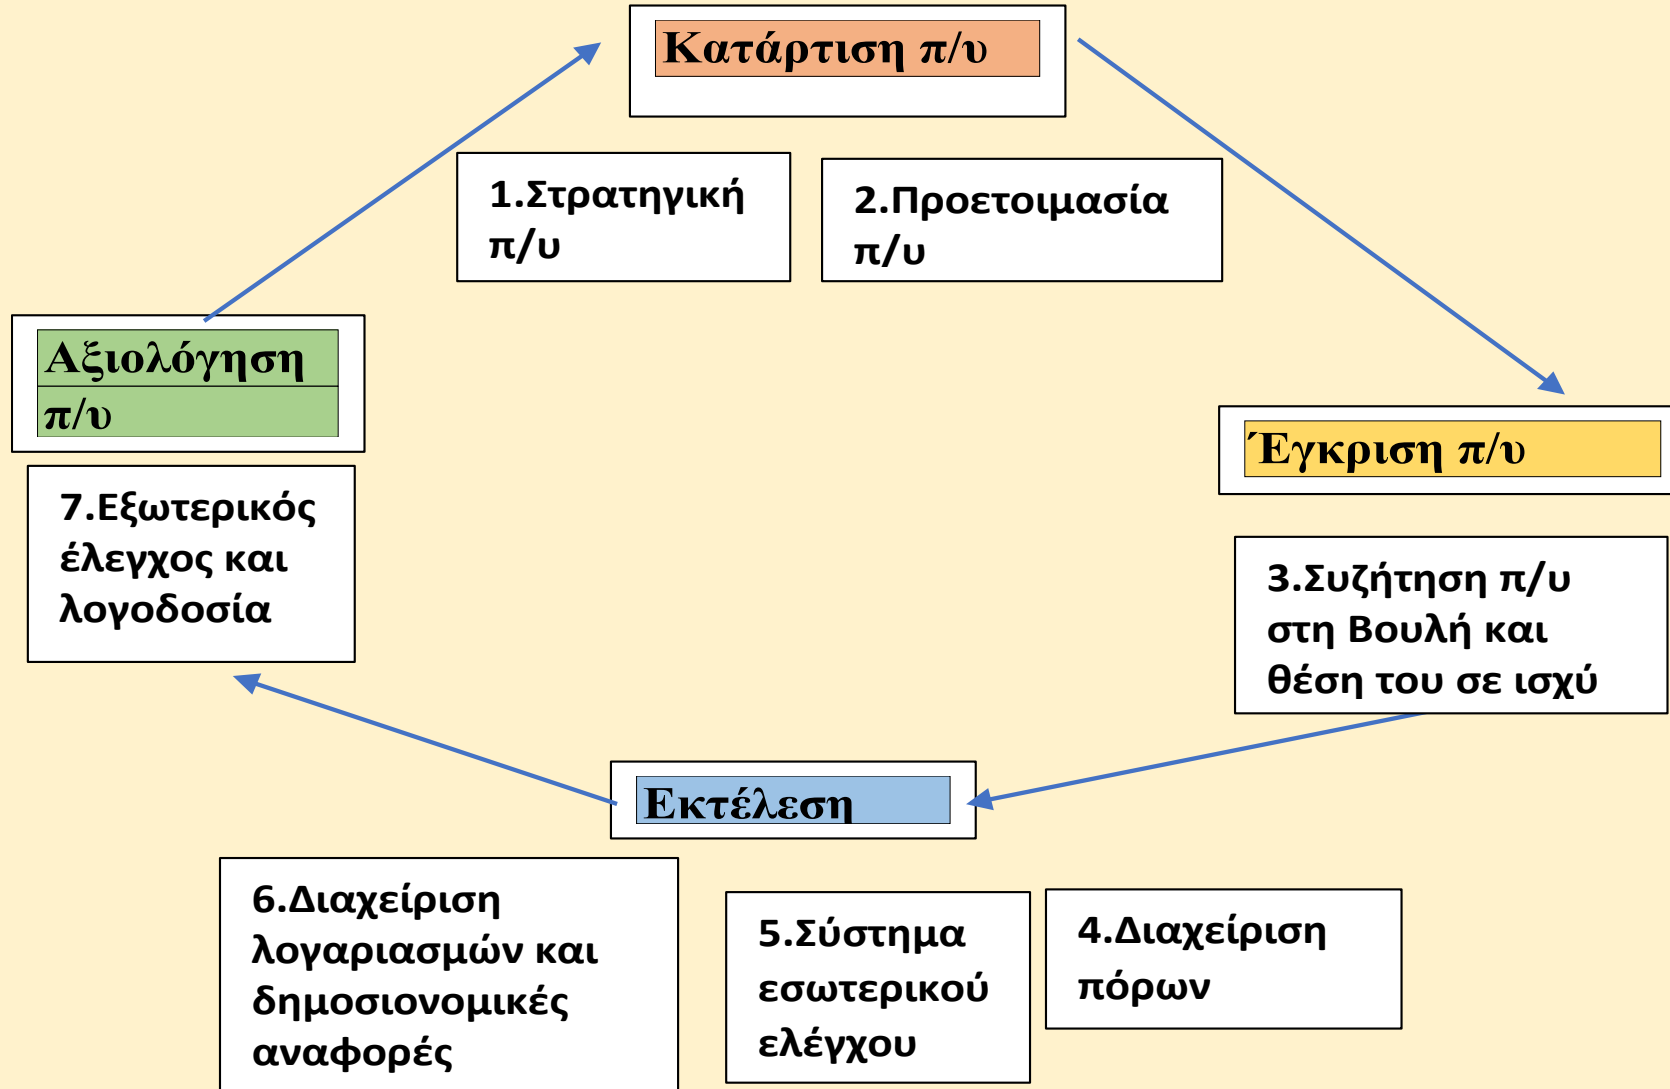 Κατάρτιση π/υ
1.Στρατηγική
π/υ
2.Προετοιμασία
π/υ
Αξιολόγηση
π/υ
Έγκριση π/υ
7.Εξωτερικός
έλεγχος και
λογοδοσία
3.Συζήτηση π/υ
στη Βουλή και
θέση του σε ισχύ
Εκτέλεση
6.Διαχείριση
λογαριασμών και
δημοσιονομικές
αναφορές
5.Σύστημα
εσωτερικού
ελέγχου
4.Διαχείριση
πόρων